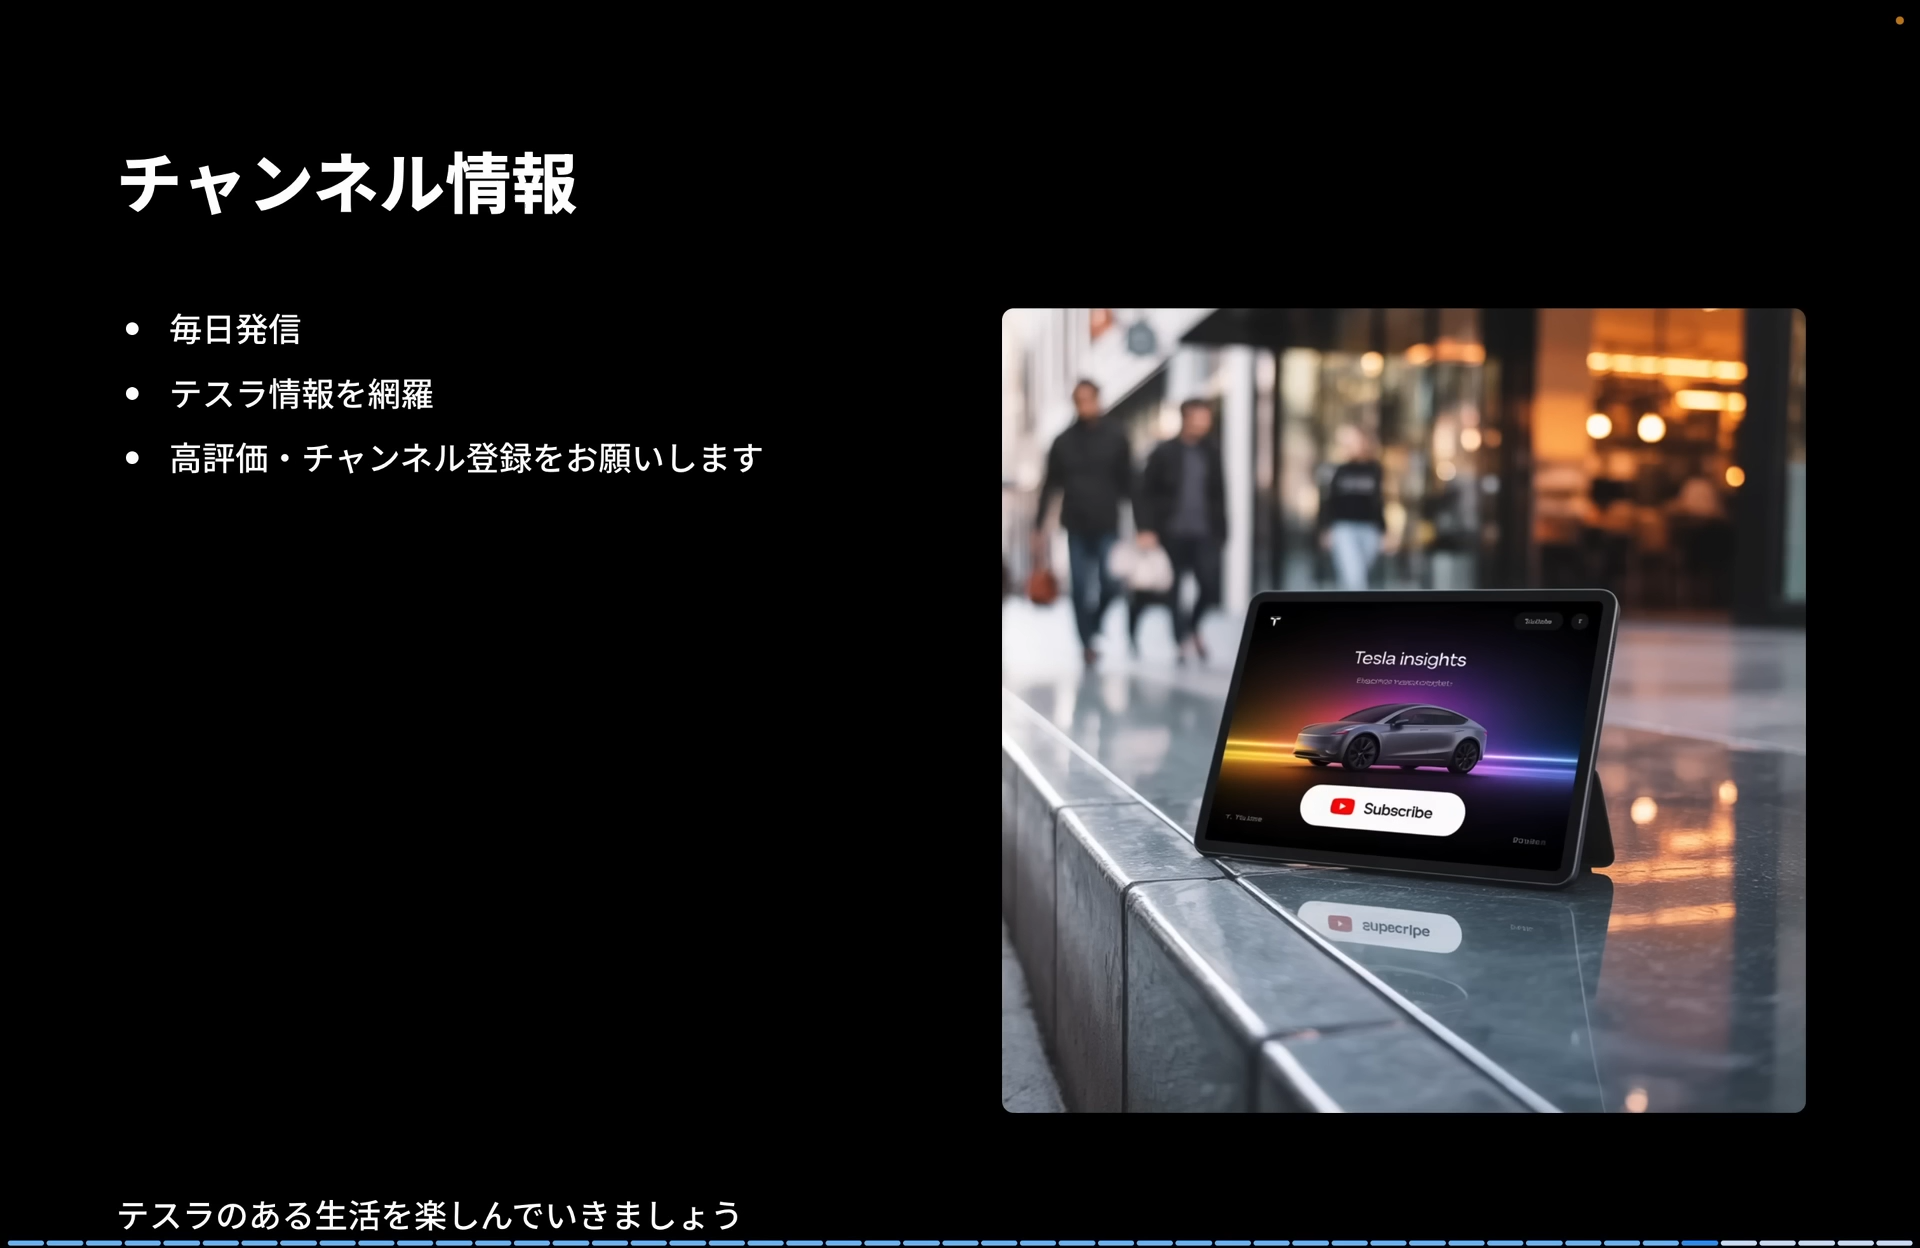 チャンネル情報
毎日発信
テスラ情報を網羅
高評価・チャンネル登録をお願いします
Tesla insights
Subscribe
テスラのある生活を楽しんでいきましょう